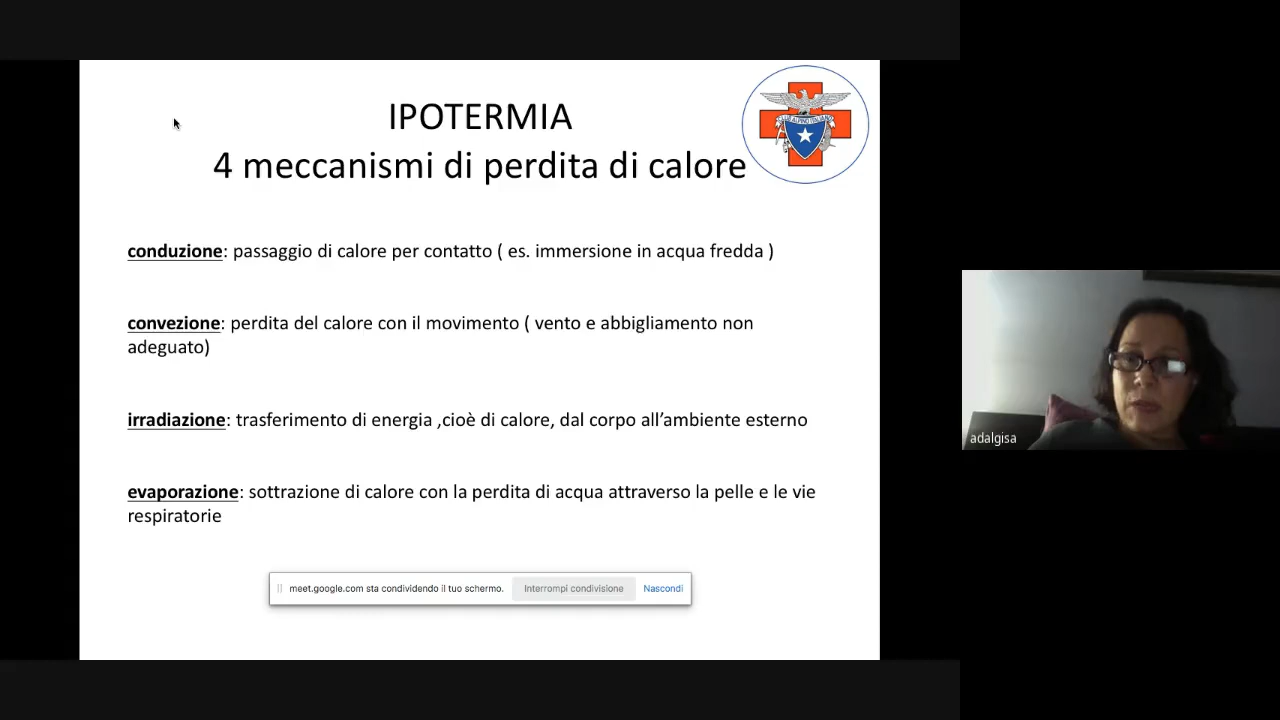 IPOTERMIA
4 meccanismi di perdita di calore
CLUB ALPINO ITALIANO
conduzione: passaggio di calore per contatto ( es. immersione in acqua fredda )
convezione: perdita del calore con il movimento ( vento e abbigliamento non
adeguato)
irradiazione: trasferimento di energia ,cioè di calore, dal corpo all’ambiente esterno
evaporazione: sottrazione di calore con la perdita di acqua attraverso la pelle e le vie
respiratorie
meet.google.com sta condividendo il tuo schermo. Interrompi condivisione Nascondi
adalgisa